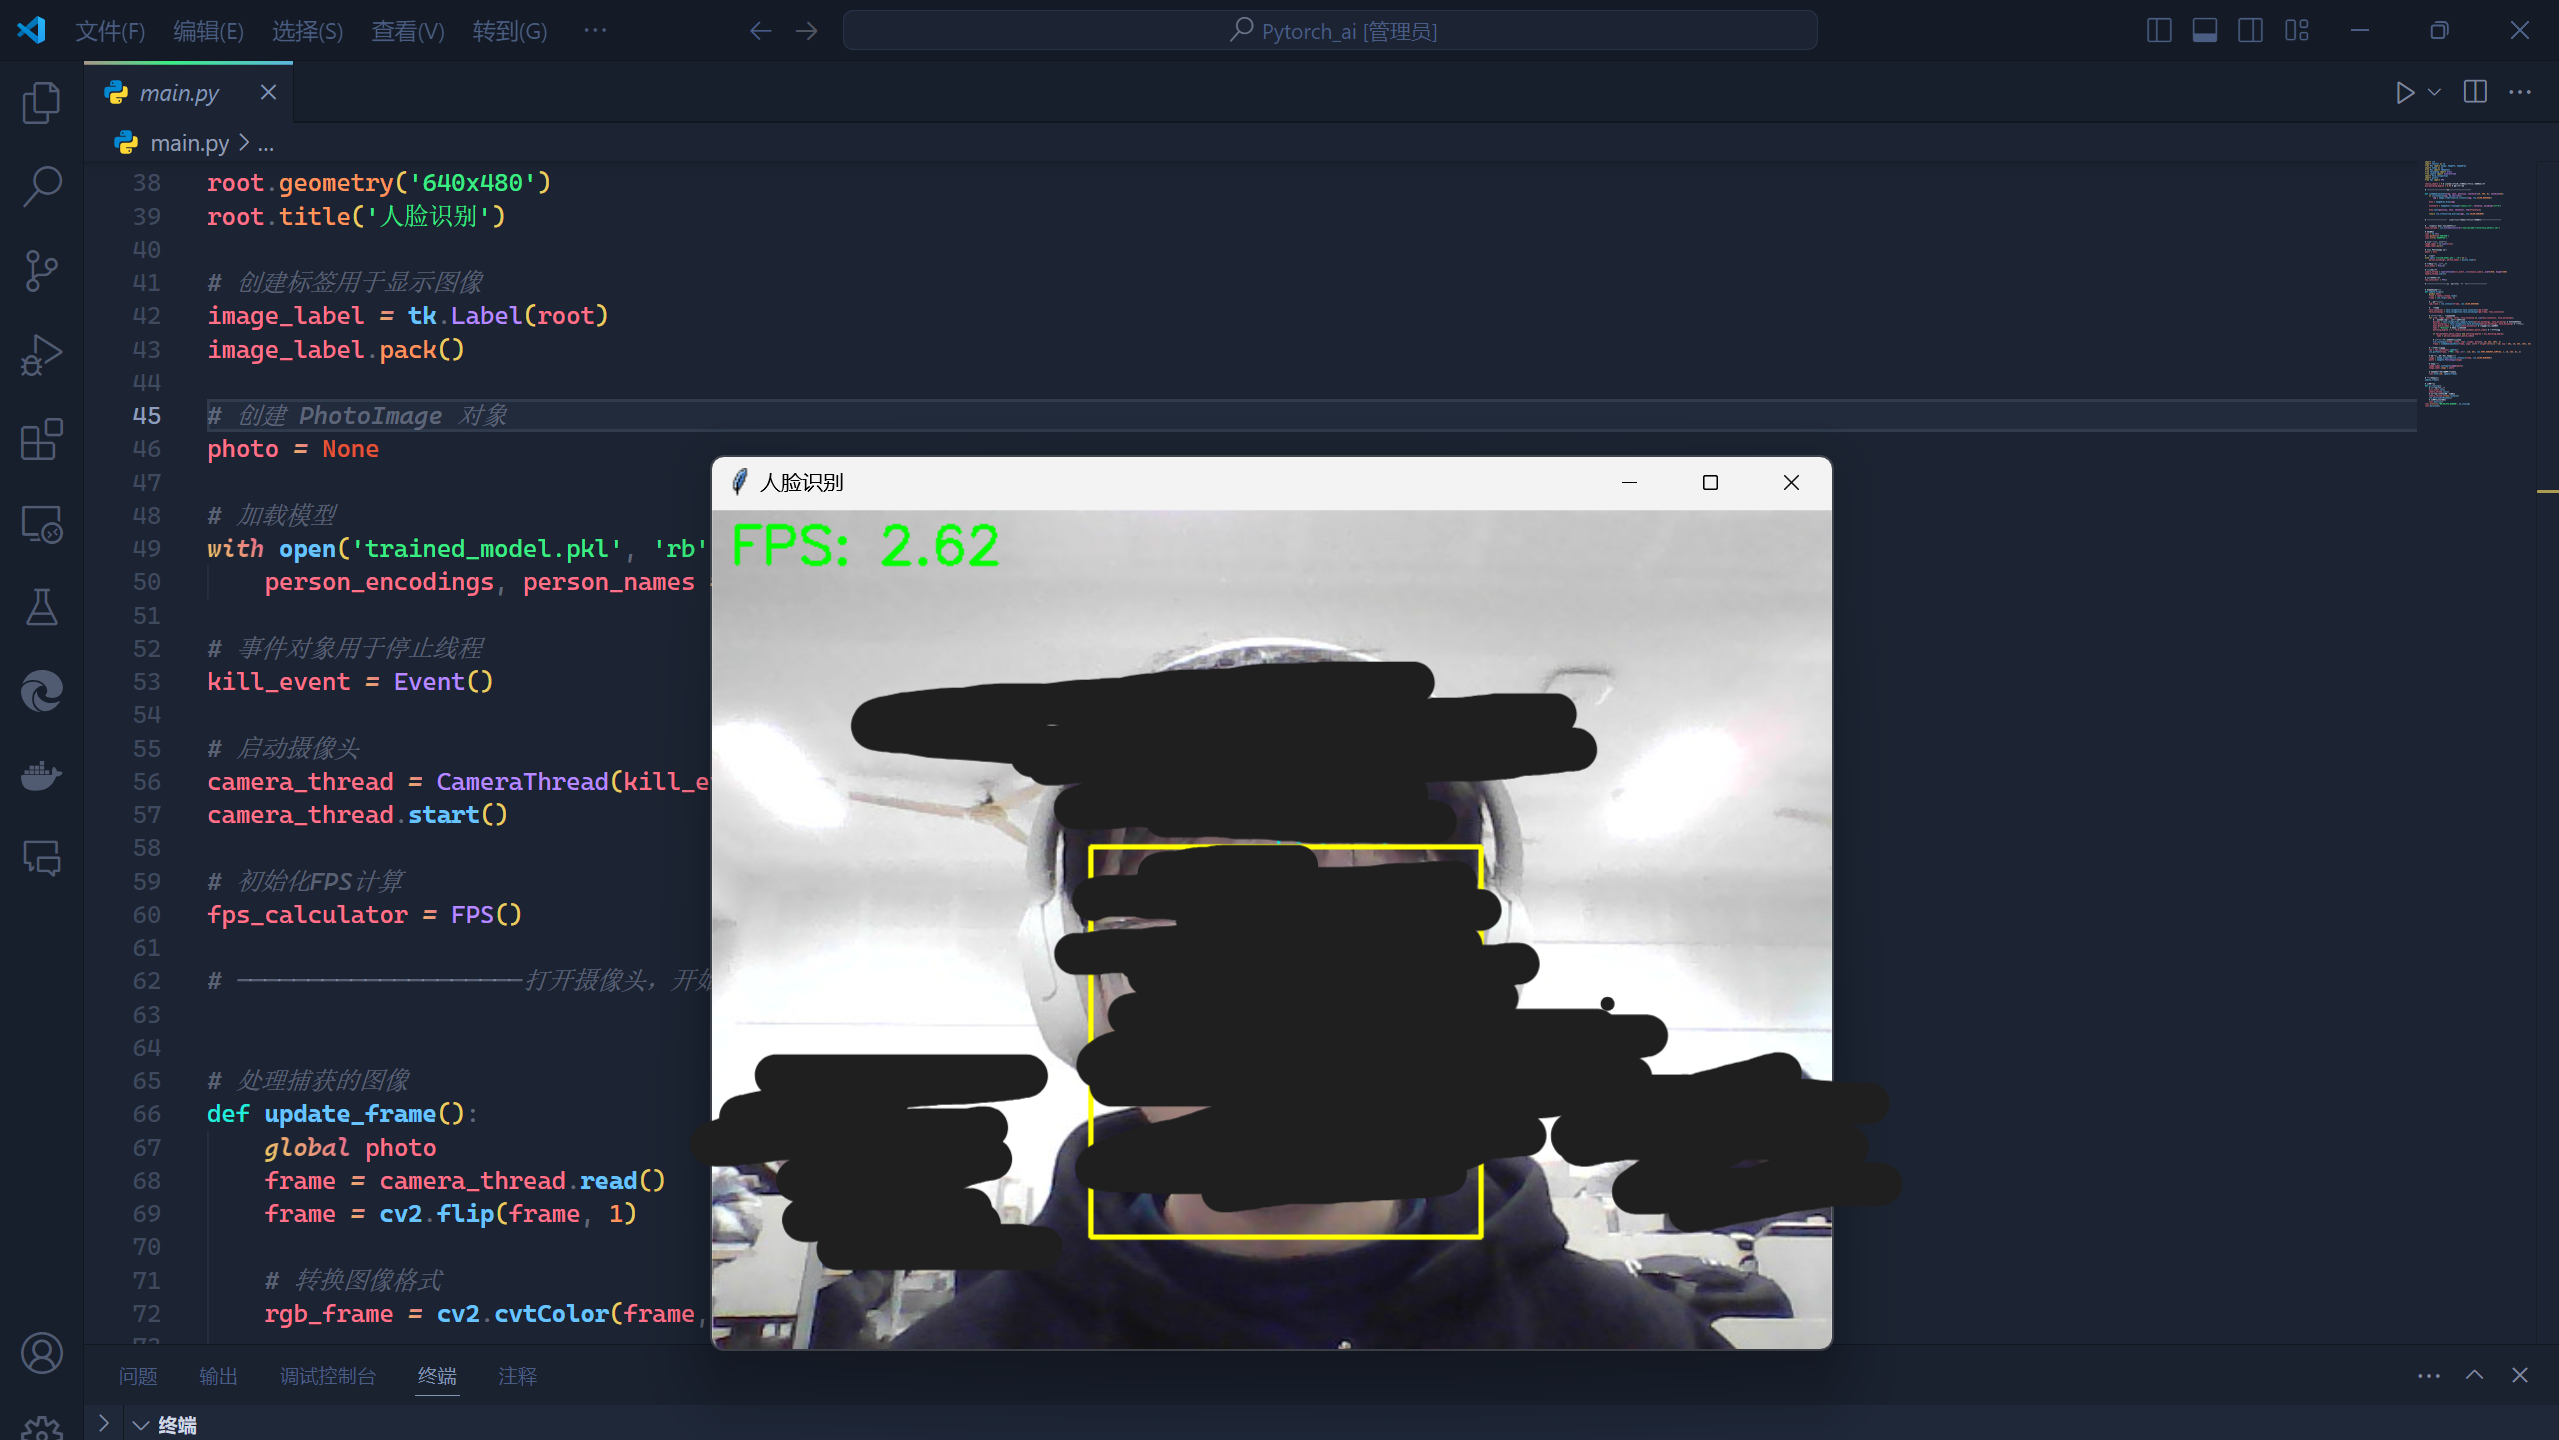 文件(F) 编辑(E) 选择(S) 查看(V) 转到(G) ··· Pytorch_ai [管理员]
main.py
main.py > ...
38 root.geometry('640x480')
39 root.title('人脸识别')
40
41 # 创建标签用于显示图像
42 image_label = tk.Label(root)
43 image_label.pack()
44
45 # 创建 PhotoImage 对象
46 photo = None
47
48 # 加载模型
49 with open('trained_model.pkl', 'rb'
50 person_encodings, person_names
51
52 # 事件对象用于停止线程
53 kill_event = Event()
54
55 # 启动摄像头
56 camera_thread = CameraThread(kill_e
57 camera_thread.start()
58
59 # 初始化FPS计算
60 fps_calculator = FPS()
61
62 # ————————————————————打开摄像头，开始
63
64
65 # 处理捕获的图像
66 def update_frame():
67 global photo
68 frame = camera_thread.read()
69 frame = cv2.flip(frame, 1)
70
71 # 转换图像格式
72 rgb_frame = cv2.cvtColor(frame,
人脸识别
FPS: 2.62
问题 输出 调试控制台 终端 注释
终端